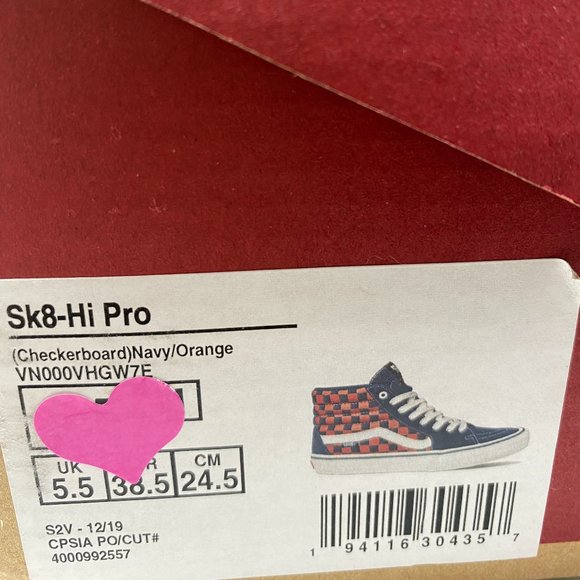 Sk8-Hi Pro
(Checkerboard)Navy/Orange
VN000VHGW7E
UK CM
5.5 38.5 24.5
S2V - 12/19
CPSIA PO/CUT#
4000992557
1 94116 30435 7